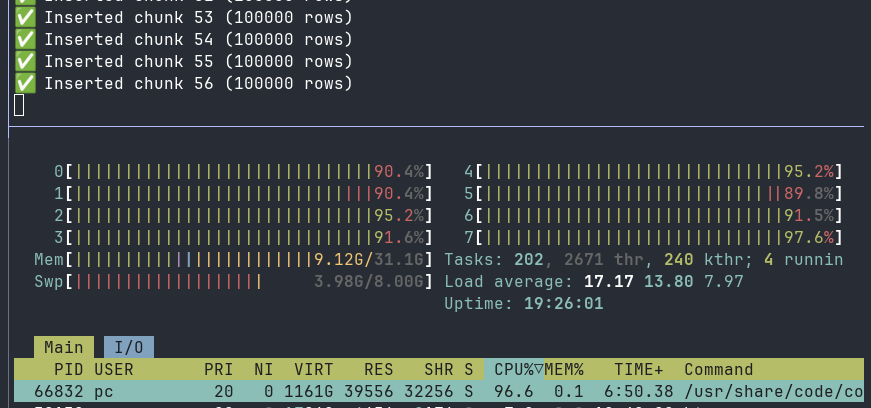 ✅ Inserted chunk 53 (100000 rows)
✅ Inserted chunk 54 (100000 rows)
✅ Inserted chunk 55 (100000 rows)
✅ Inserted chunk 56 (100000 rows)
0[||||||||||||||||||||||||||||||90.4%] 4[||||||||||||||||||||||||||||||95.2%]
1[||||||||||||||||||||||||||||||90.4%] 5[||||||||||||||||||||||||||||||89.8%]
2[||||||||||||||||||||||||||||||95.2%] 6[||||||||||||||||||||||||||||||91.5%]
3[||||||||||||||||||||||||||||||91.6%] 7[||||||||||||||||||||||||||||||97.6%]
Mem[||||||||||||||||||||||||9.12G/31.1G] Tasks: 202, 2671 thr, 240 kthr; 4 runnin
Swp[||||||||||||||||||| 3.98G/8.00G] Load average: 17.17 13.80 7.97
Uptime: 19:26:01
Main I/O
PID USER PRI NI VIRT RES SHR S CPU%▽MEM% TIME+ Command
66832 pc 20 0 1161G 39556 32256 S 96.6 0.1 6:50.38 /usr/share/code/co